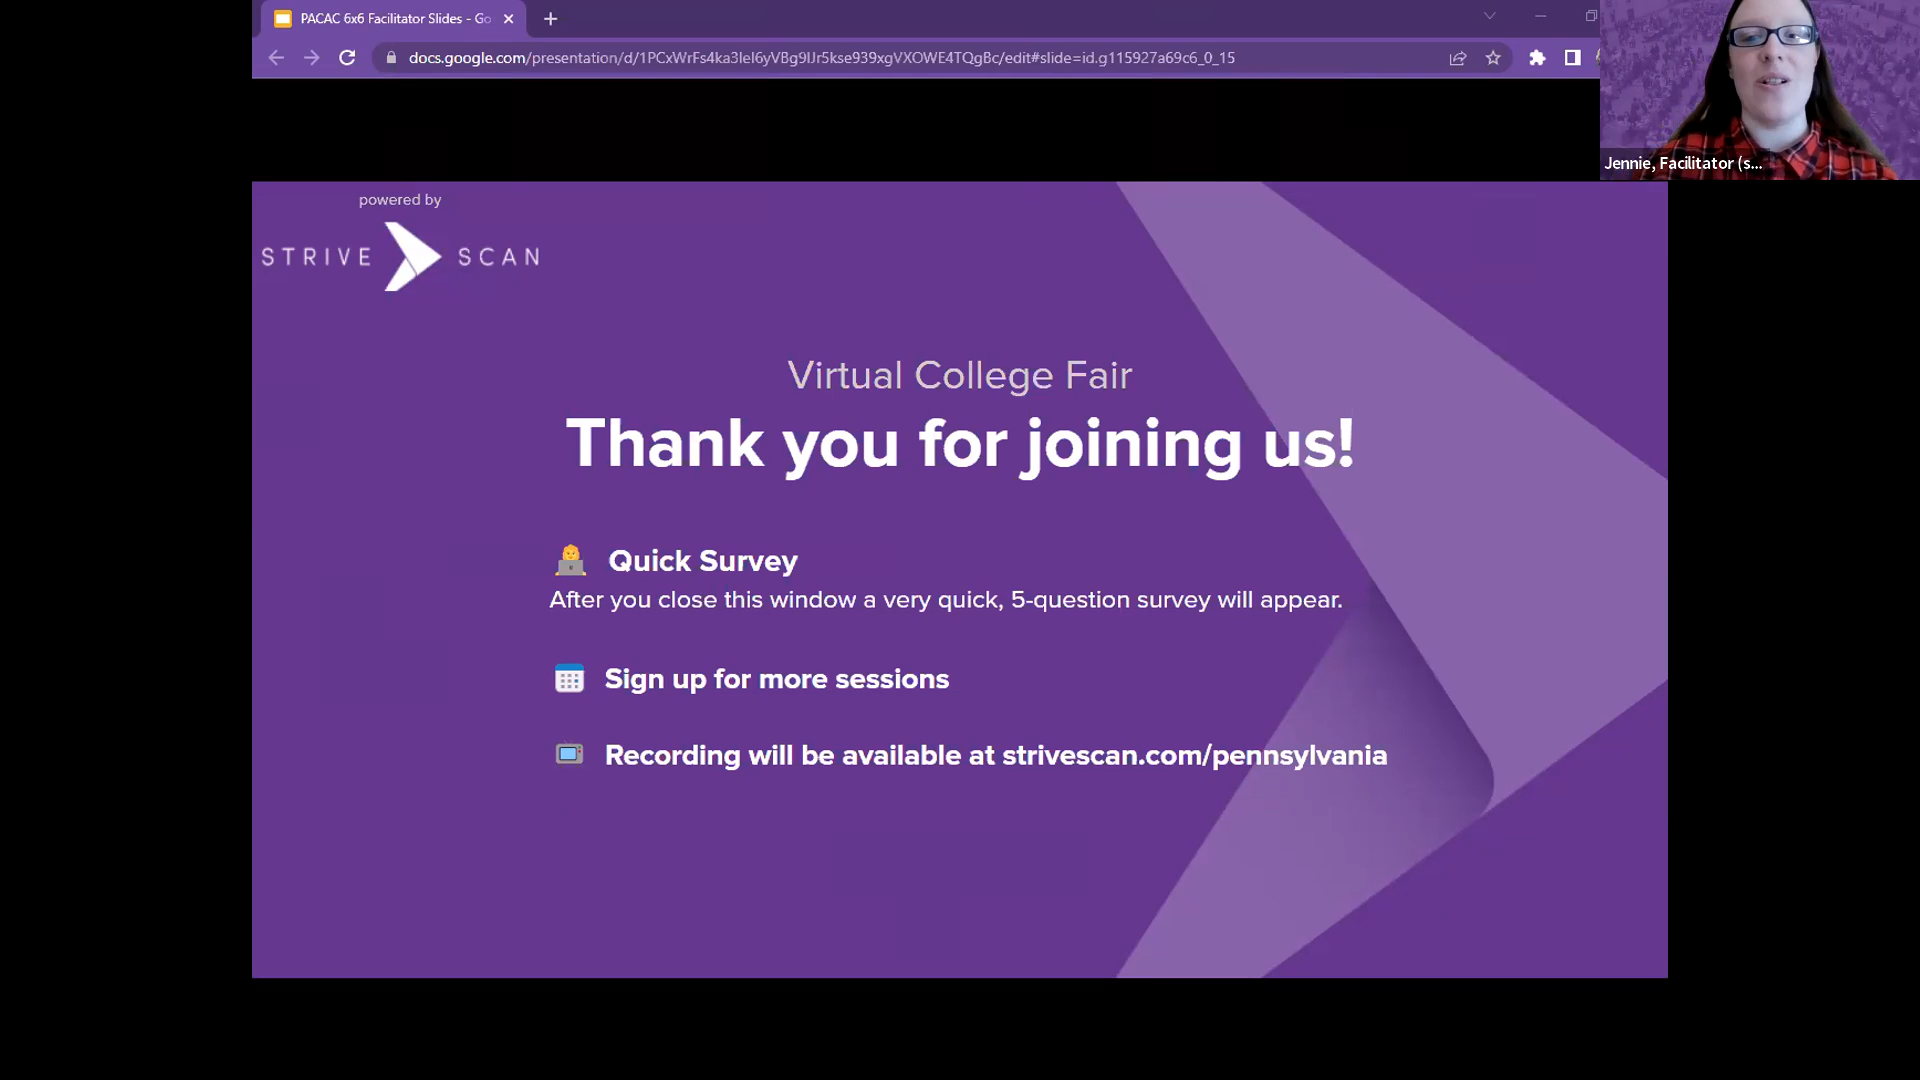 PACAC 6x6 Facilitator Slides - Go
docs.google.com/presentation/d/1PCxWrFs4ka3lel6yVBg9IJr5kse939xgVXOWE4TQgBc/edit#slide=id.g115927a69c6_0_15
Jennie, Facilitator (s...
powered by
STRIVE SCAN
Virtual College Fair
Thank you for joining us!
Quick Survey
After you close this window a very quick, 5-question survey will appear.
Sign up for more sessions
Recording will be available at strivescan.com/pennsylvania